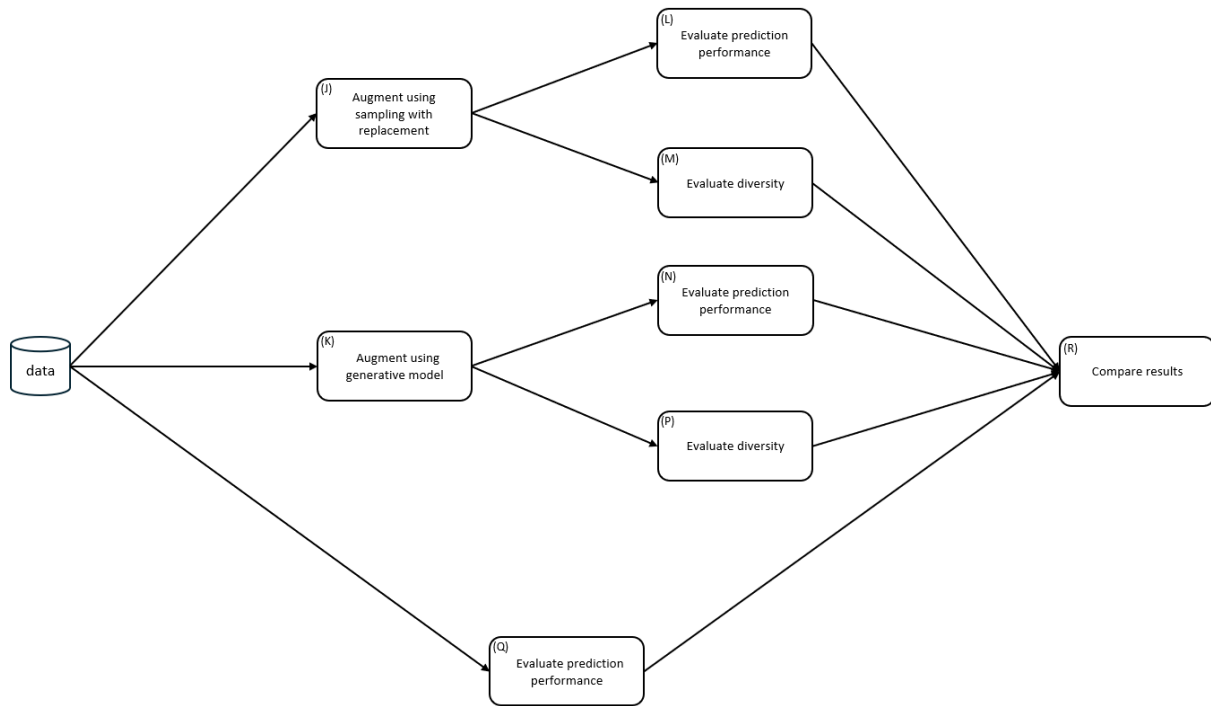 (L)
Evaluate prediction
performance
(J)
Augment using
sampling with
replacement
(M)
Evaluate diversity
(N)
Evaluate prediction
performance
(K)
Augment using
generative model
data
(R)
Compare results
(P)
Evaluate diversity
(Q)
Evaluate prediction
performance